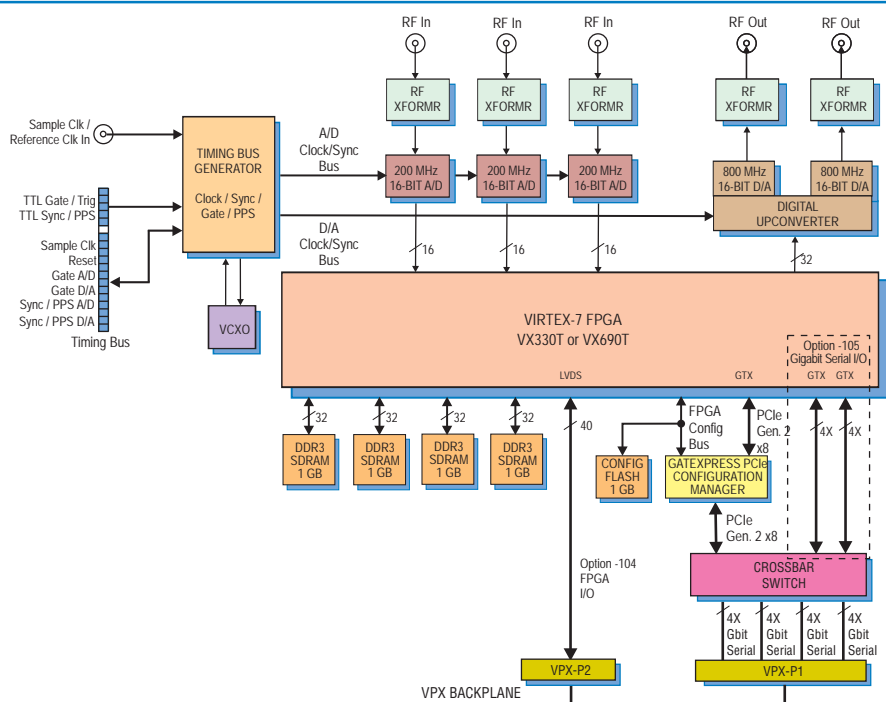 RF In
RF In
RF In
RF Out
RF Out
RF
XFORMR
RF
XFORMR
RF
XFORMR
RF
XFORMR
RF
XFORMR
Sample Clk /
Reference Clk In
TIMING BUS
GENERATOR
Clock / Sync /
Gate / PPS
A/D
Clock/Sync
Bus
200 MHz
16-BIT A/D
200 MHz
16-BIT A/D
200 MHz
16-BIT A/D
800 MHz
16-BIT D/A
800 MHz
16-BIT D/A
DIGITAL
UPCONVERTER
TTL Gate / Trig
TTL Sync / PPS
Sample Clk
Reset
Gate A/D
Gate D/A
Sync / PPS A/D
Sync / PPS D/A
Timing Bus
D/A
Clock/Sync
Bus
16
16
16
32
VCXO
VIRTEX-7 FPGA
VX330T or VX690T
LVDS
GTX
Option -105
Gigabit Serial I/O
GTX
GTX
32
32
32
32
40
FPGA
Config
Bus
PCIe
Gen. 2
x8
4X
4X
DDR3
SDRAM
1 GB
DDR3
SDRAM
1 GB
DDR3
SDRAM
1 GB
DDR3
SDRAM
1 GB
CONFIG
FLASH
1 GB
GATEXPRESS PCIe
CONFIGURATION
MANAGER
PCIe
Gen. 2 x8
Option -104
FPGA
I/O
CROSSBAR
SWITCH
4X
Gbit
Serial
4X
Gbit
Serial
4X
Gbit
Serial
4X
Gbit
Serial
VPX-P2
VPX-P1
VPX BACKPLANE